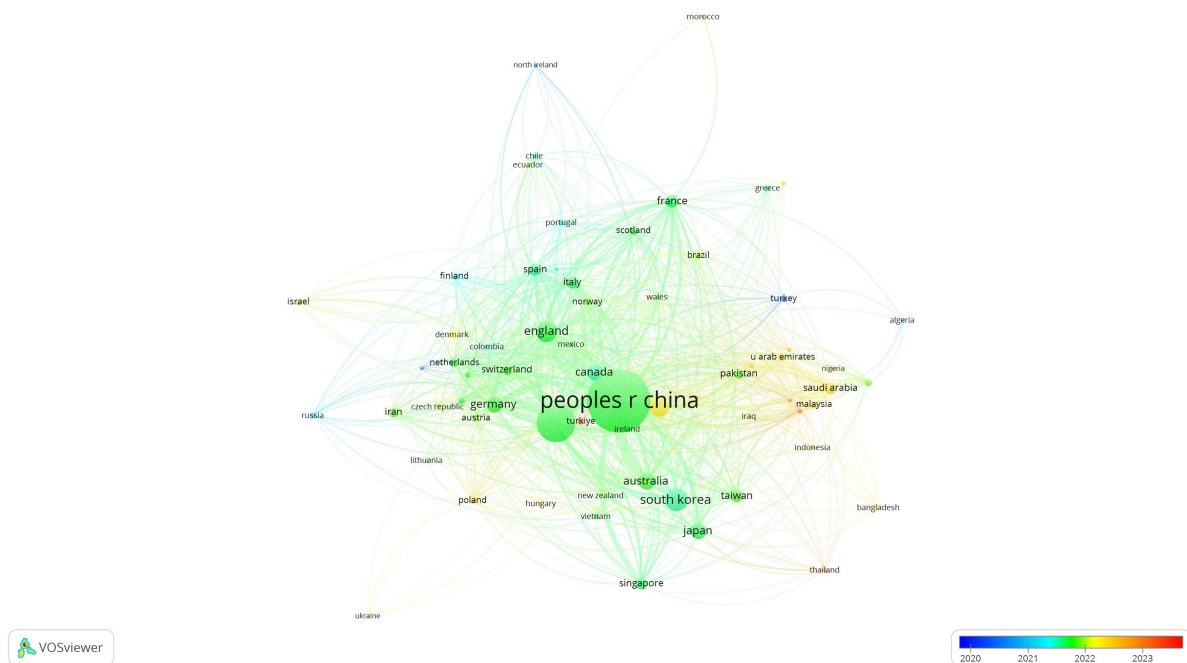 morocco
north ireland
chile
ecuador
greece
france
portugal
scotland
brazil
spain
finland
italy
turkey
wales
israel
norway
algeria
england
denmark
mexico
colombia
u arab emirates
netherlands
switzerland
canada
pakistan
nigeria
saudi arabia
peoples r china
germany
czech republic
malaysia
iran
russia
austria
turkiye
iraq
ireland
indonesia
lithuania
australia
new zealand
south korea
taiwan
poland
hungary
bangladesh
vietnam
japan
thailand
singapore
ukraine
VOSviewer
2020 2021 2022 2023